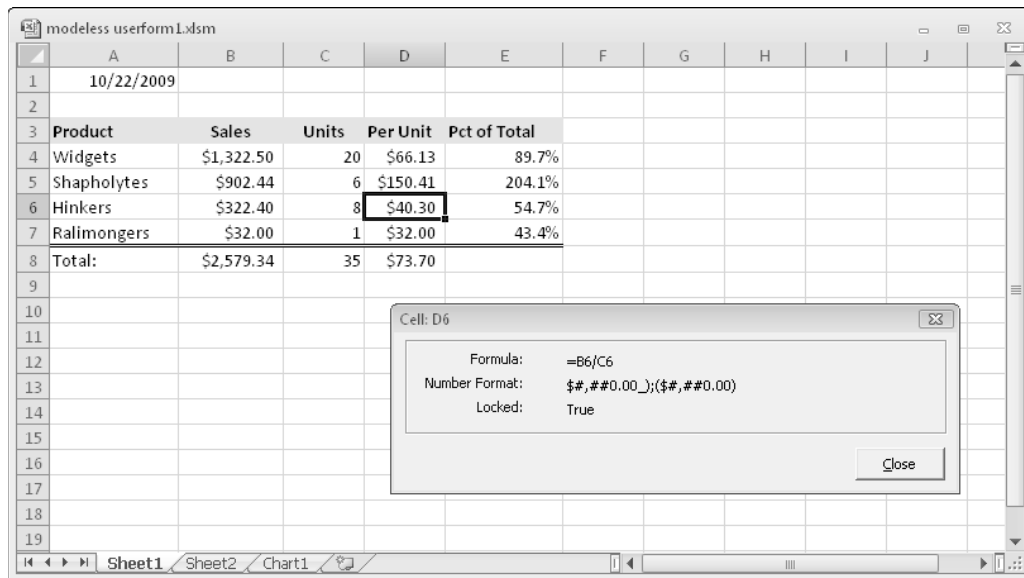 modeless userform1.xlsm
A B C D E F G H I J
1 10/22/2009
2
3 Product Sales Units Per Unit Pct of Total
4 Widgets $1,322.50 20 $66.13 89.7%
5 Shapholytes $902.44 6 $150.41 204.1%
6 Hinkers $322.40 8 $40.30 54.7%
7 Ralimongers $32.00 1 $32.00 43.4%
8 Total: $2,579.34 35 $73.70
9
10
11
12
13
14
15
16
17
18
19
Cell: D6
Formula: =B6/C6
Number Format: $#,##0.00_);($#,##0.00)
Locked: True
Close
Sheet1 Sheet2 Chart1